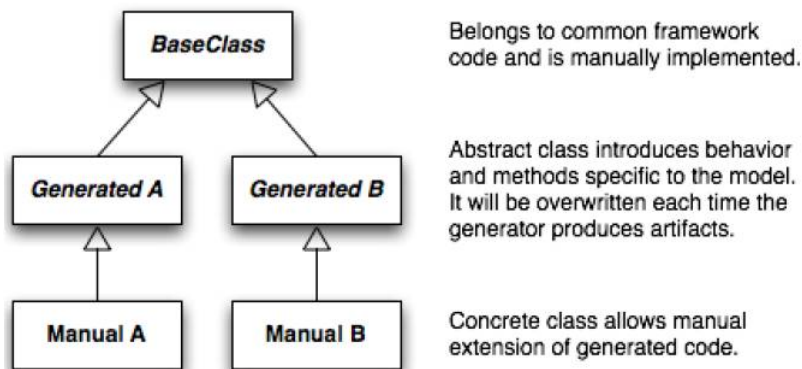 BaseClass
Belongs to common framework
code and is manually implemented.
Generated A
Generated B
Abstract class introduces behavior
and methods specific to the model.
It will be overwritten each time the
generator produces artifacts.
Manual A
Manual B
Concrete class allows manual
extension of generated code.